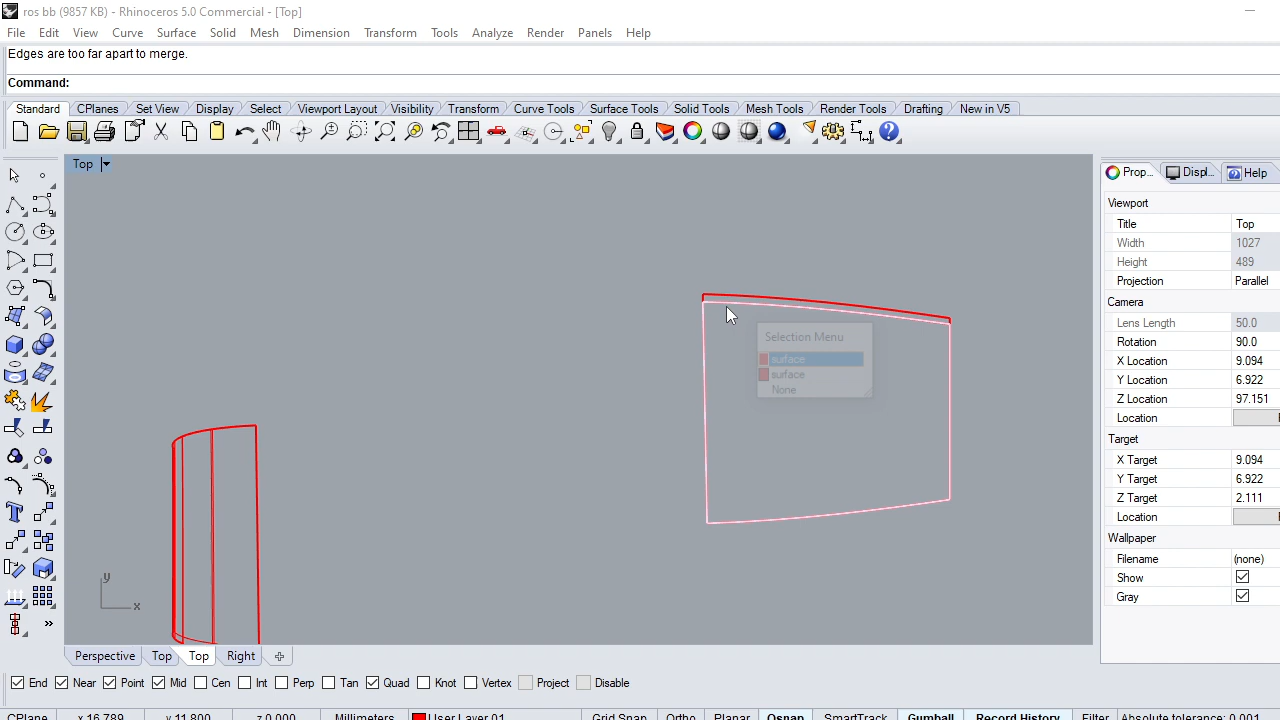 ros bb (9857 KB) - Rhinoceros 5.0 Commercial - [Top]
File Edit View Curve Surface Solid Mesh Dimension Transform Tools Analyze Render Panels Help
Edges are too far apart to merge.
Command:
Standard CPlanes Set View Display Select Viewport Layout Visibility Transform Curve Tools Surface Tools Solid Tools Mesh Tools Render Tools Drafting New in V5
Top
Prop... Displ... Help
Viewport
Title Top
Width 1027
Height 489
Projection Parallel
Camera
Lens Length 50.0
Rotation 90.0
X Location 9.094
Y Location 6.922
Z Location 97.151
Location
Target
X Target 9.094
Y Target 6.922
Z Target 2.111
Location
Wallpaper
Filename (none)
Show
Gray
Selection Menu
surface
surface
None
y
x
Perspective Top Top Right
End Near Point Mid Cen Int Perp Tan Quad Knot Vertex Project Disable
CPlane x 16.789 y 11.800 z 0.000 Millimeters User Layer 01 Grid Snap Ortho Planar Osnap SmartTrack Gumball Record History Filter Absolute tolerance: 0.001